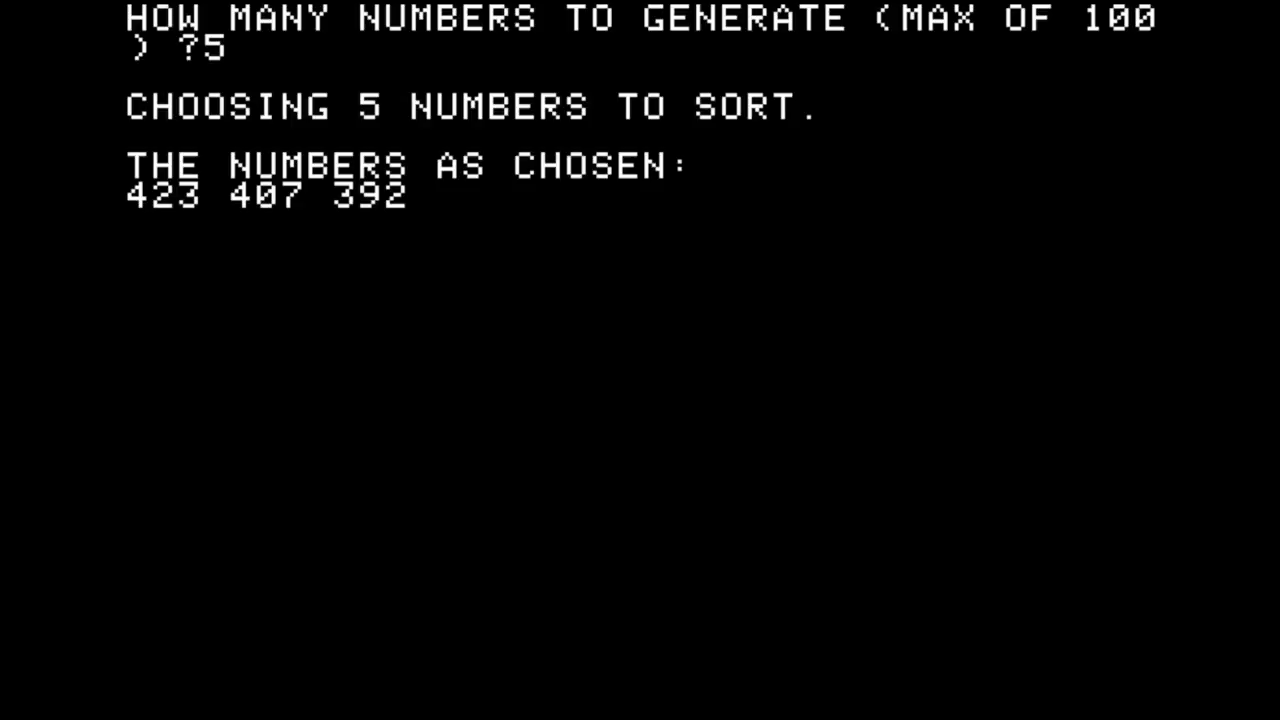 HOW MANY NUMBERS TO GENERATE (MAX OF 100
) ?5
CHOOSING 5 NUMBERS TO SORT.
THE NUMBERS AS CHOSEN:
423 407 392